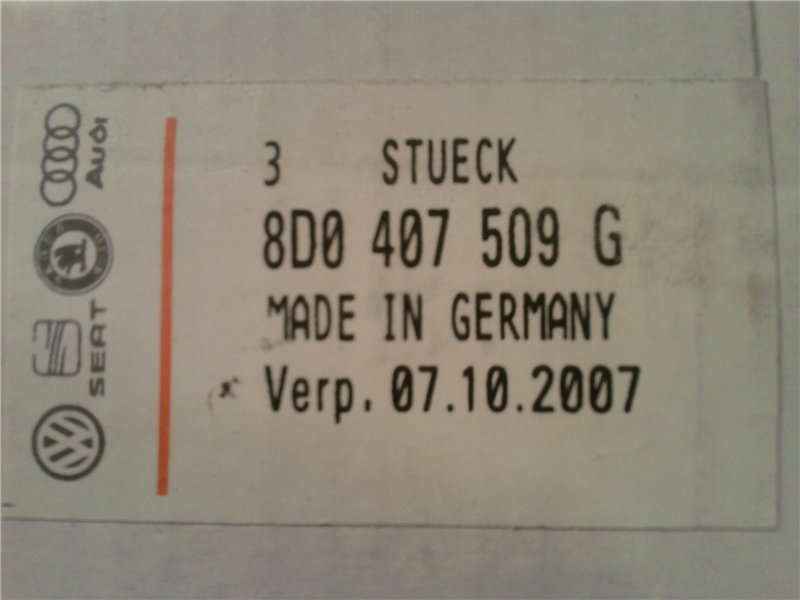 3 STUECK
8D0 407 509 G
MADE IN GERMANY
Verp. 07.10.2007
Audi
SEAT